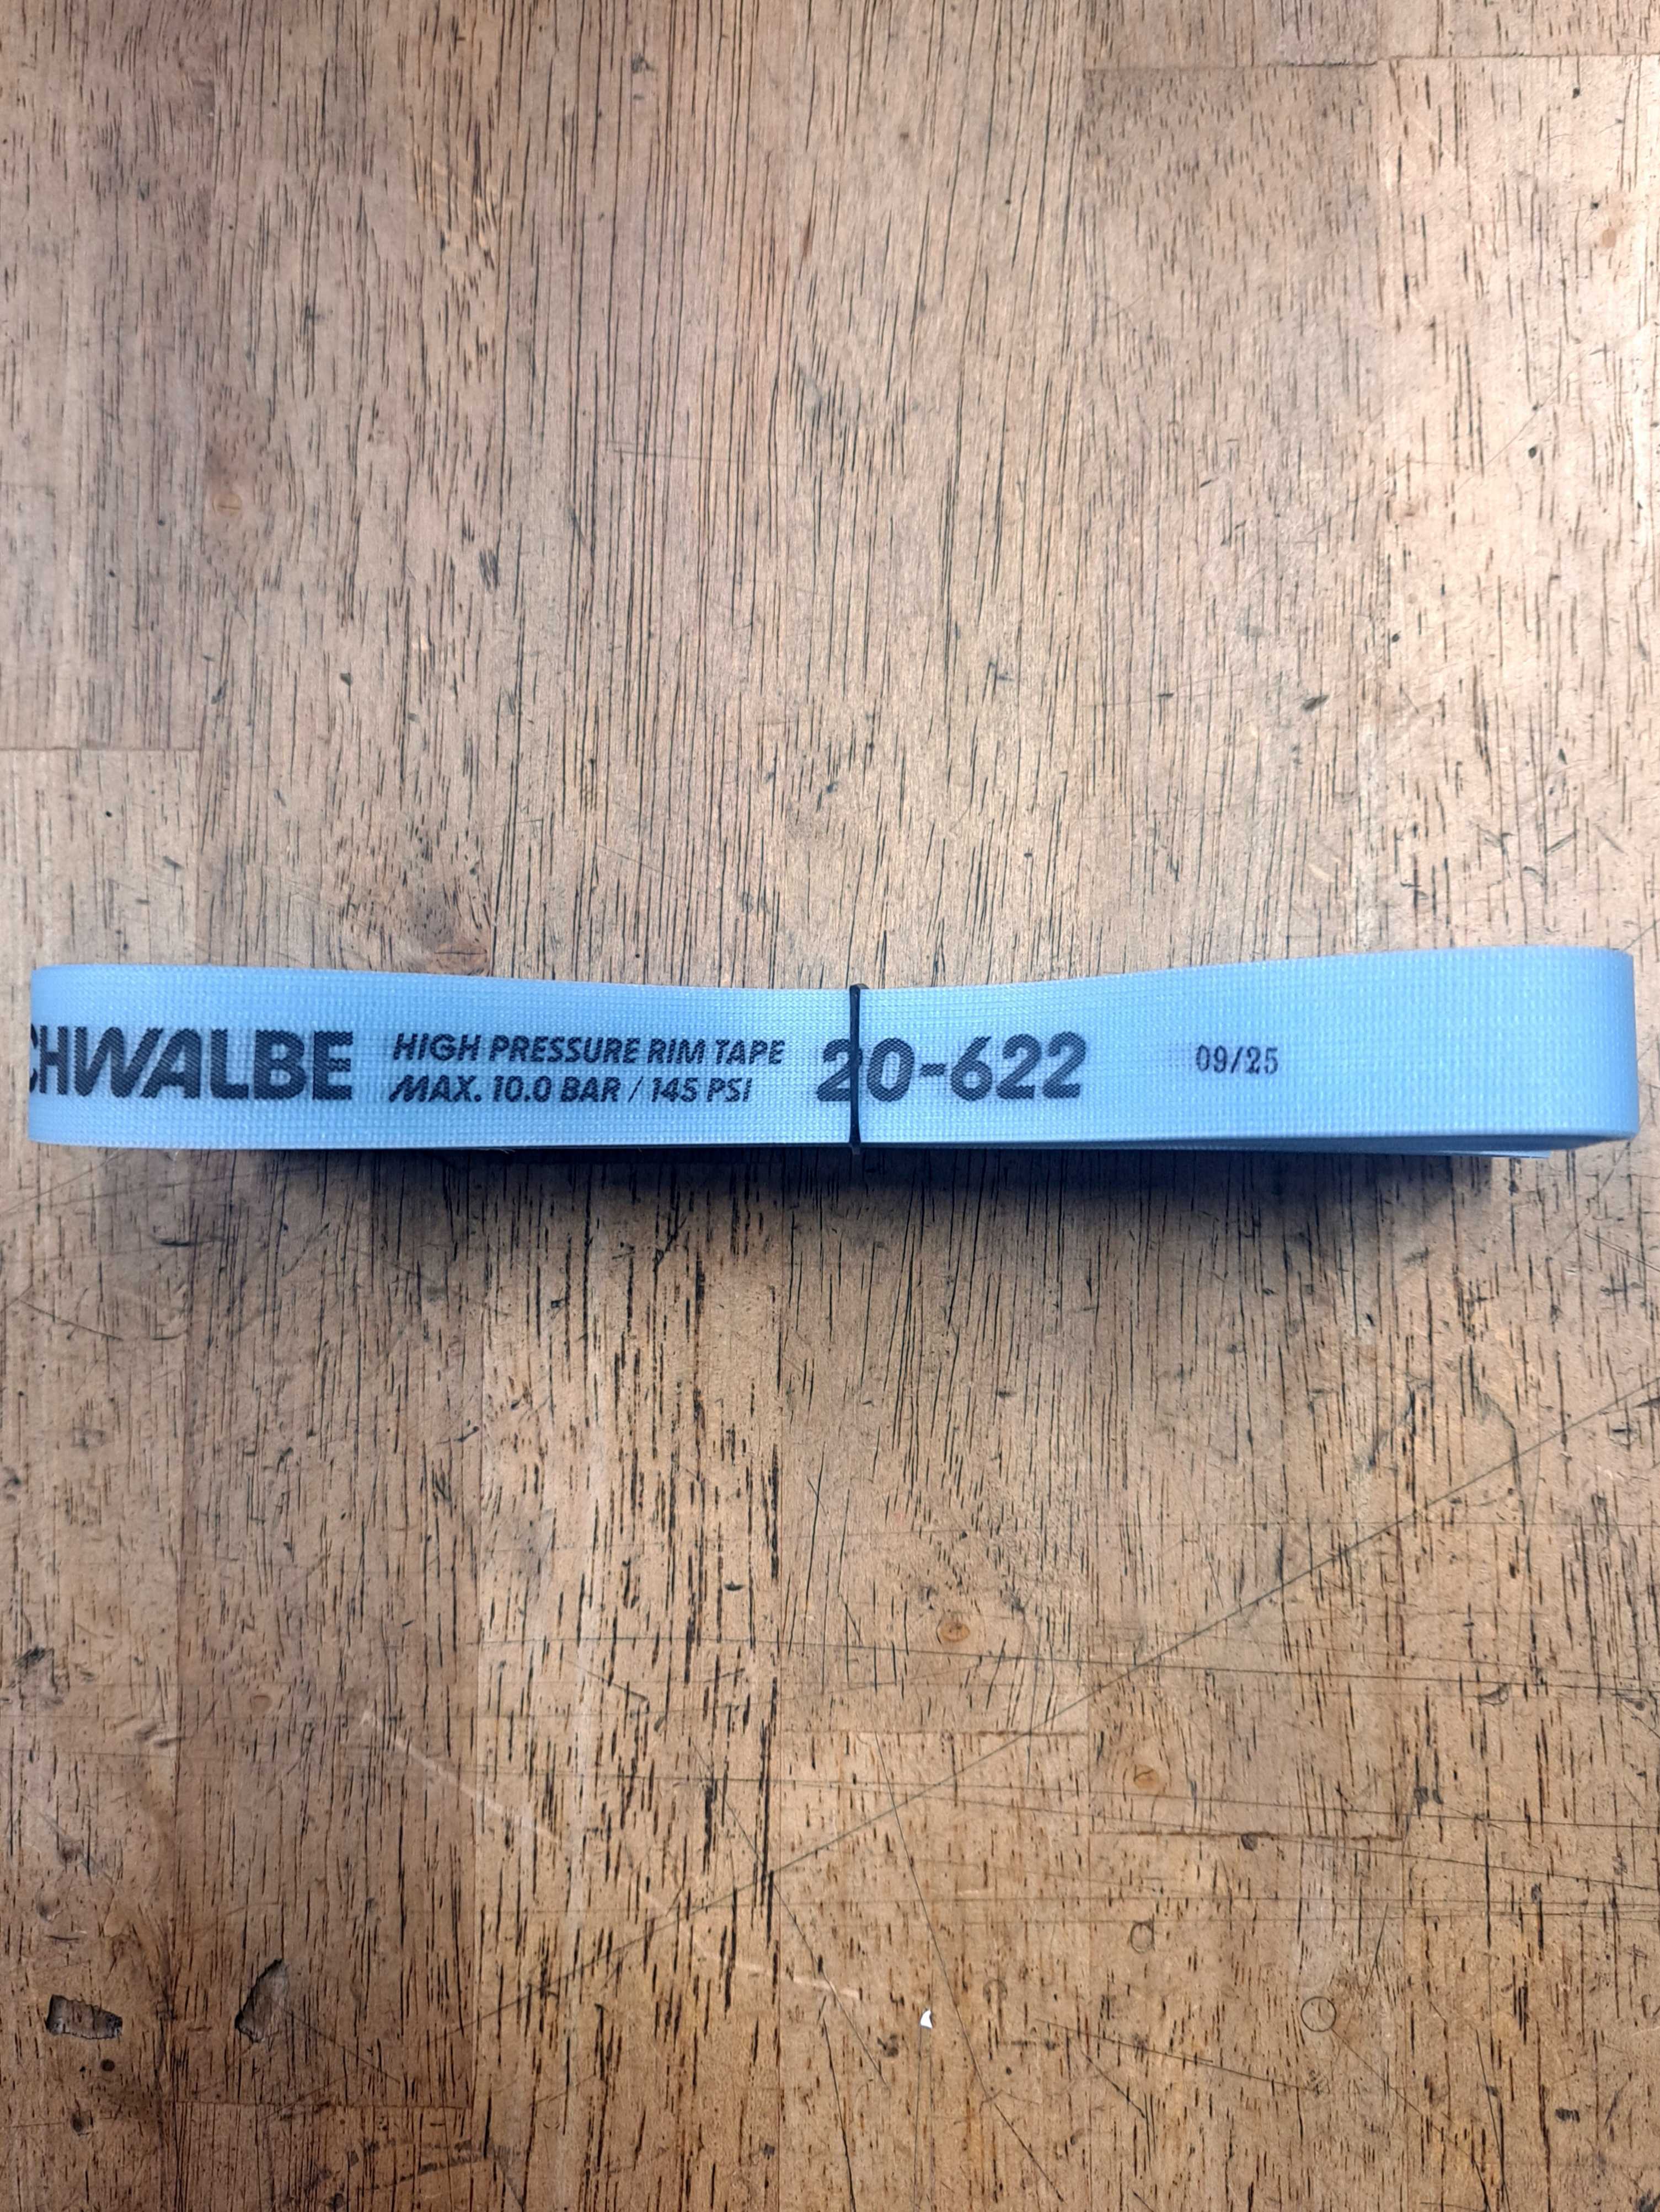 CHWALBE
HIGH PRESSURE RIM TAPE
MAX. 10.0 BAR / 145 PSI
20-622
09/25